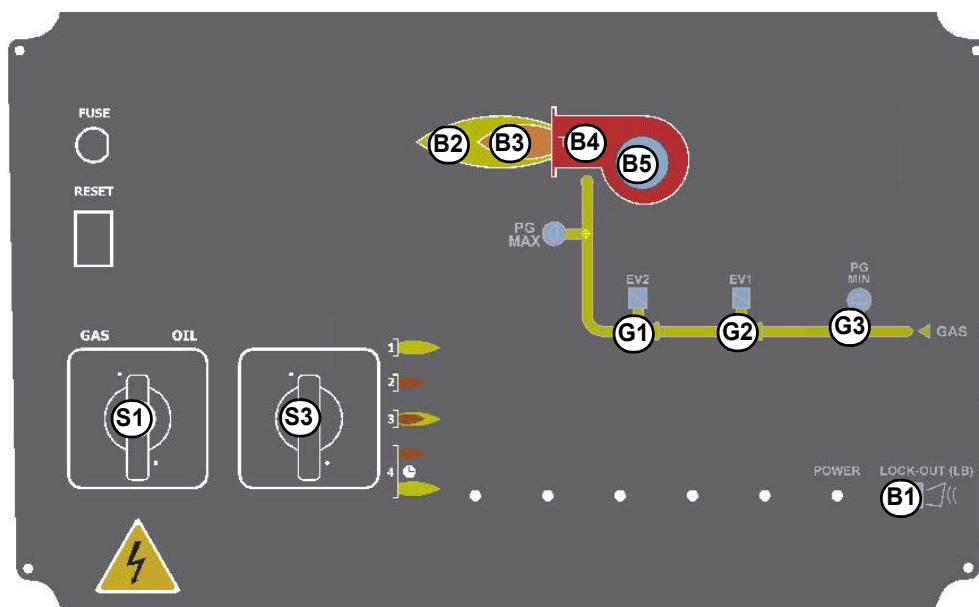 FUSE
B2
B3
B4
B5
RESET
PG
MAX
EV2
EV1
PG
MIN
G1
G2
G3
GAS
GAS
OIL
1
2
3
4
S1
S3
POWER
LOCK-OUT (LB)
B1